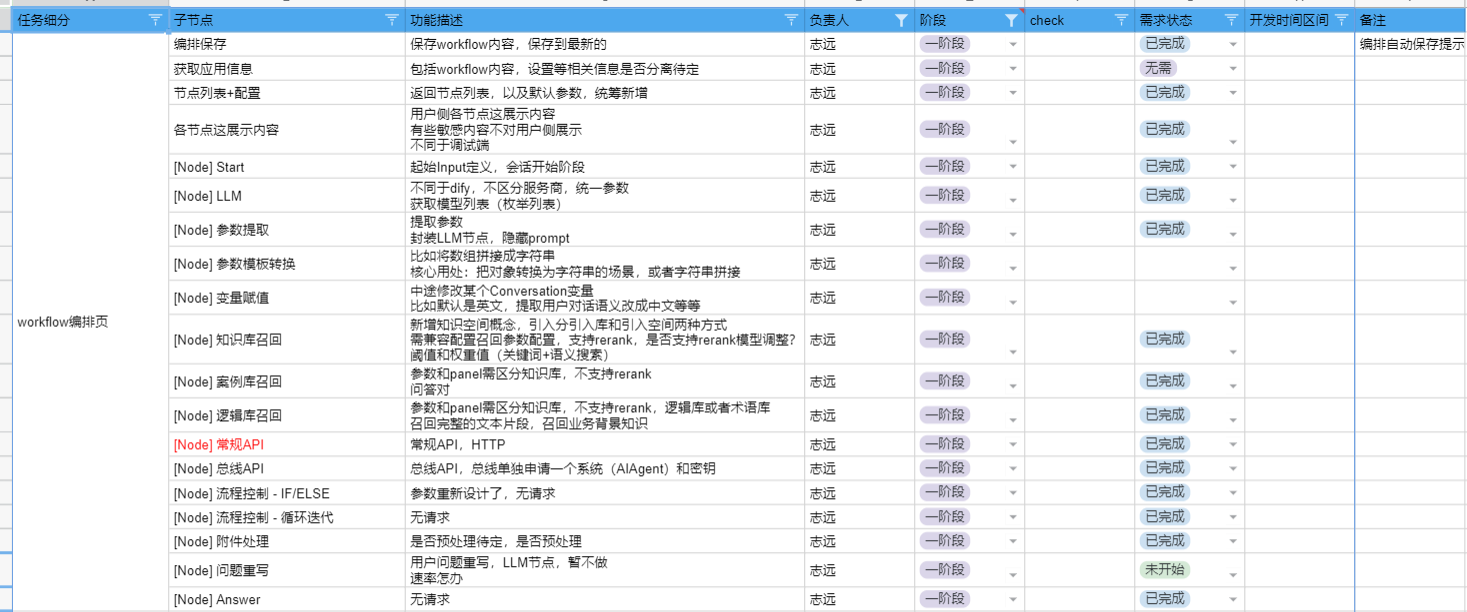 任务细分 子节点 功能描述 负责人 阶段 check 需求状态 开发时间区间 备注
编排保存 保存workflow内容，保存到最新的 志远 一阶段 已完成 编排自动保存提示
获取应用信息 包括workflow内容，设置等相关信息是否分离待定 志远 一阶段 无需
节点列表+配置 返回节点列表，以及默认参数，统筹新增 志远 一阶段 已完成
用户侧各节点这展示内容
各节点这展示内容 有些敏感内容不对用户侧展示 志远 一阶段 已完成
不同于调试端
[Node] Start 起始Input定义，会话开始阶段 志远 一阶段 已完成
不同于dify，不区分服务商，统一参数
[Node] LLM 志远 一阶段 已完成
获取模型列表（枚举列表）
提取参数
[Node] 参数提取 志远 一阶段 已完成
封装LLM节点，隐藏prompt
比如将数组拼接成字符串
[Node] 参数模板转换 志远 一阶段
核心用处：把对象转换为字符串的场景，或者字符串拼接
中途修改某个Conversation变量
[Node] 变量赋值 志远 一阶段
比如默认是英文，提取用户对话语义改成中文等等
workflow编排页
新增知识空间概念，引入分引入库和引入空间两种方式
[Node] 知识库召回 需兼容配置召回参数配置，支持rerank，是否支持rerank模型调整? 志远 一阶段 已完成
阈值和权重值（关键词+语义搜索）
参数和panel需区分知识库，不支持rerank
[Node] 案例库召回 志远 一阶段 已完成
问答对
参数和panel需区分知识库，不支持rerank，逻辑库或者术语库
[Node] 逻辑库召回 志远 一阶段 已完成
召回完整的文本片段，召回业务背景知识
[Node] 常规API 常规API，HTTP 志远 一阶段 已完成
[Node] 总线API 总线API，总线单独申请一个系统（AIAgent）和密钥 志远 一阶段 已完成
[Node] 流程控制 - IF/ELSE 参数重新设计了，无请求 志远 一阶段 已完成
[Node] 流程控制 - 循环迭代 无请求 志远 一阶段 已完成
[Node] 附件处理 是否预处理待定，是否预处理 志远 一阶段 已完成
用户问题重写，LLM节点，暂不做
[Node] 问题重写 志远 一阶段 未开始
速率怎办
[Node] Answer 无请求 志远 一阶段 已完成